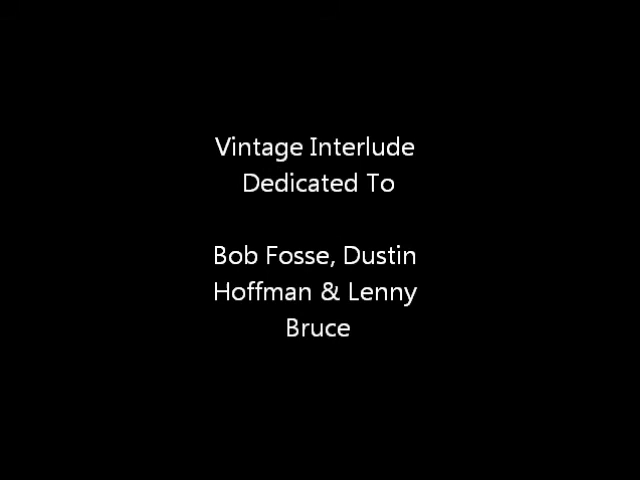 Vintage Interlude
Dedicated To
Bob Fosse, Dustin
Hoffman & Lenny
Bruce